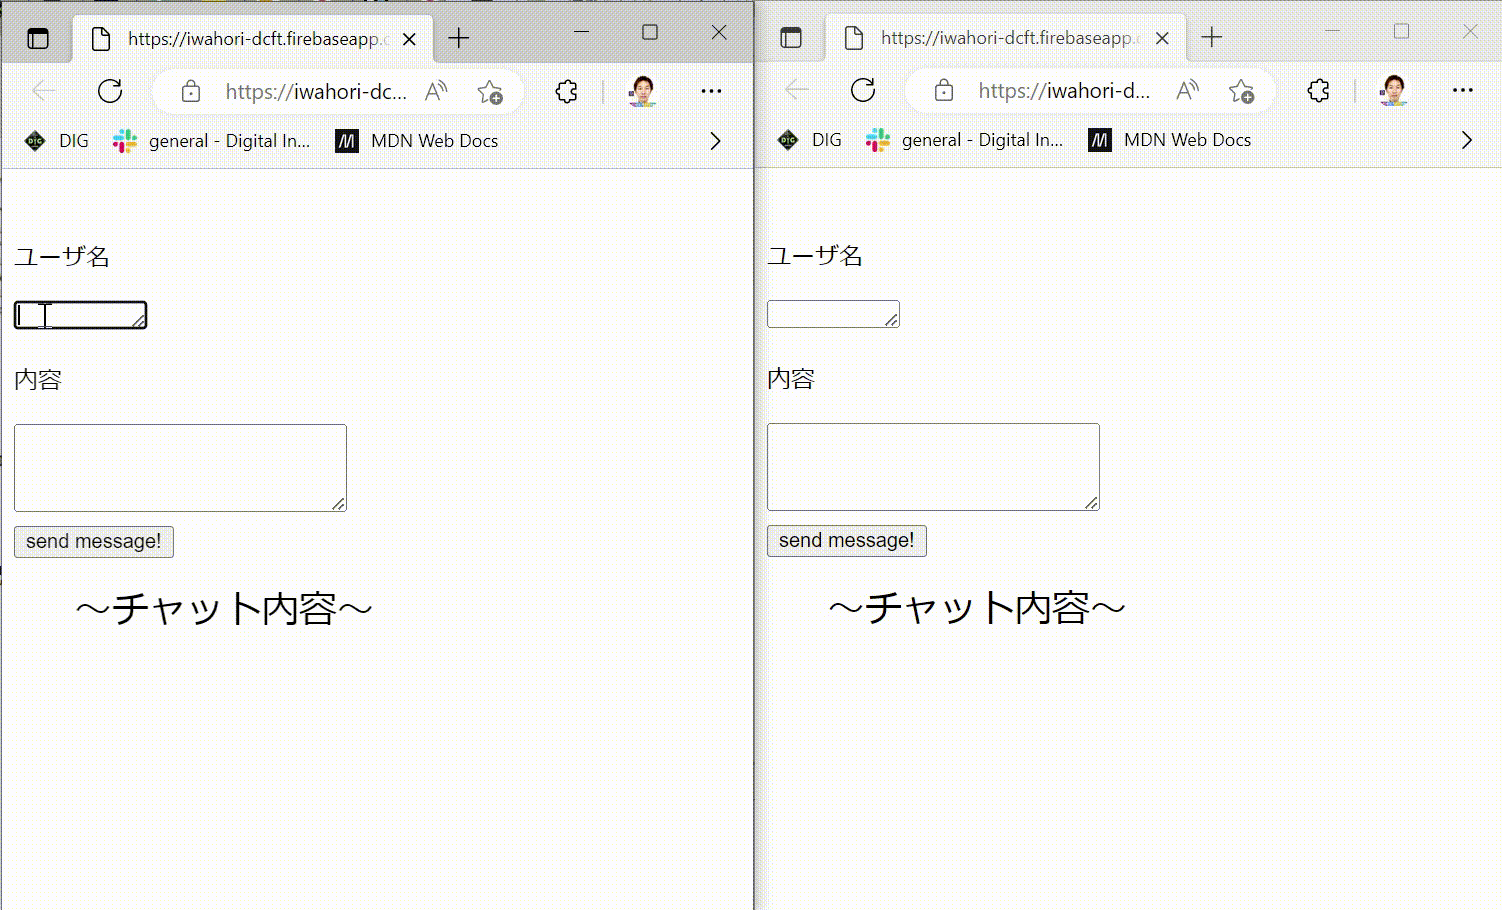 https://iwahori-dcft.firebaseapp.c
https://iwahori-dc...
DIG
general - Digital In...
MDN Web Docs
ユーザ名
内容
send message!
～チャット内容～
https://iwahori-dcft.firebaseapp.c
https://iwahori-d...
DIG
general - Digital In...
MDN Web Docs
ユーザ名
内容
send message!
～チャット内容～